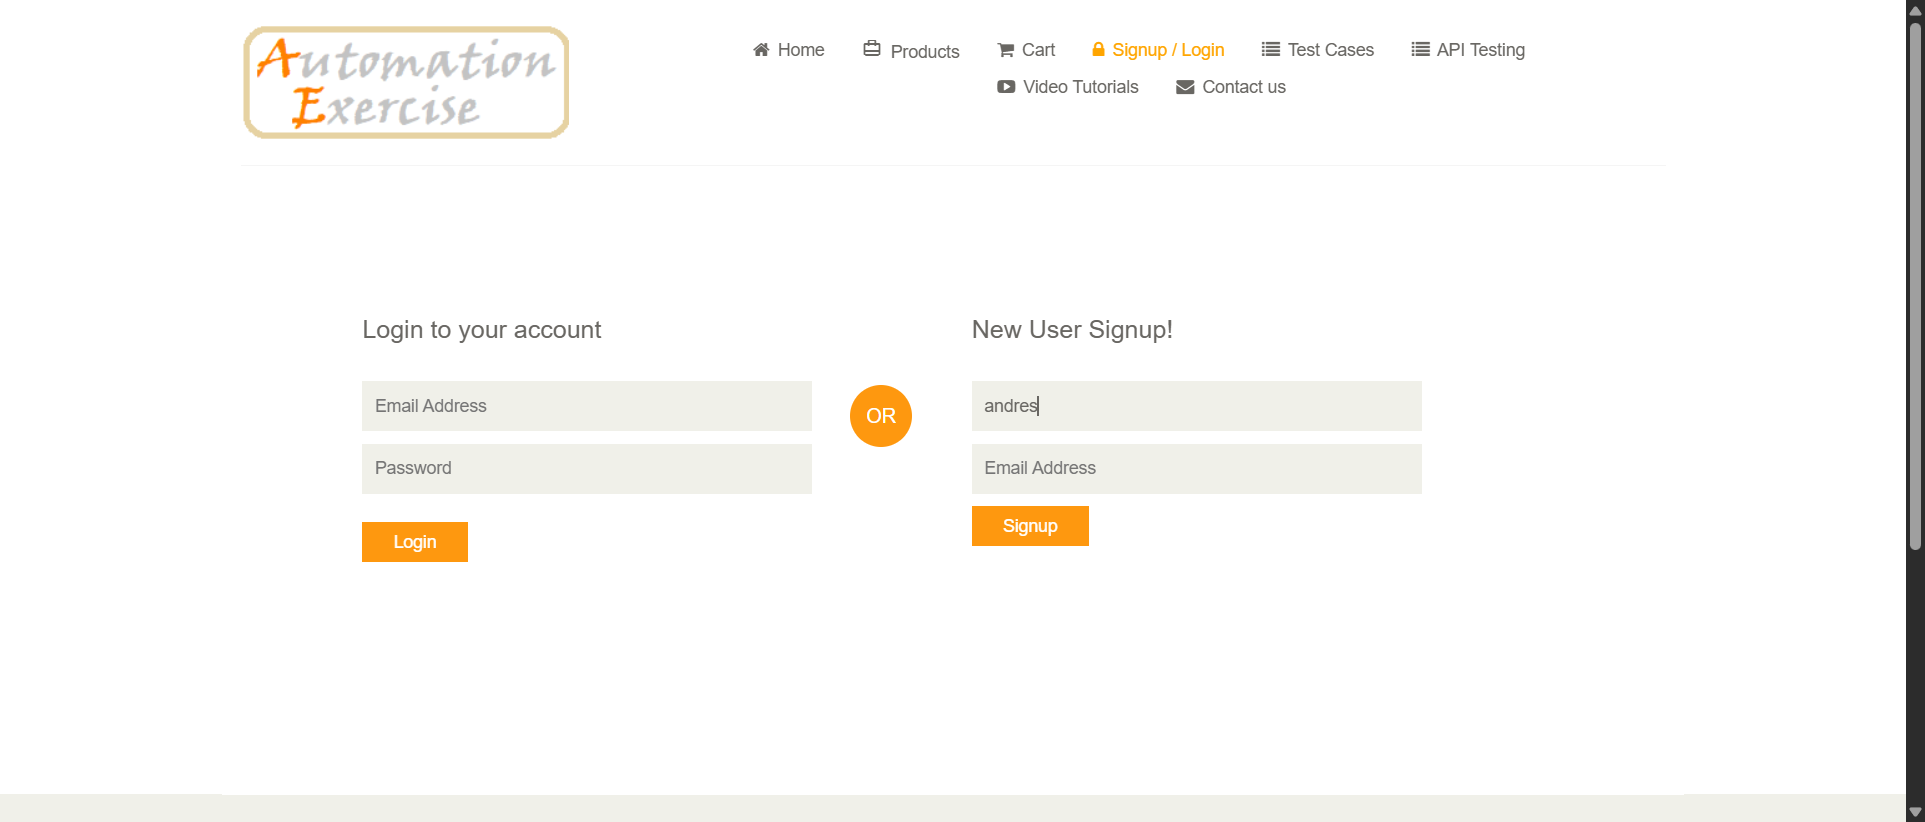 Automation
Exercise
Home
Products
Cart
Signup / Login
Test Cases
API Testing
Video Tutorials
Contact us
Login to your account
Email Address
Password
Login
OR
New User Signup!
andres
Email Address
Signup